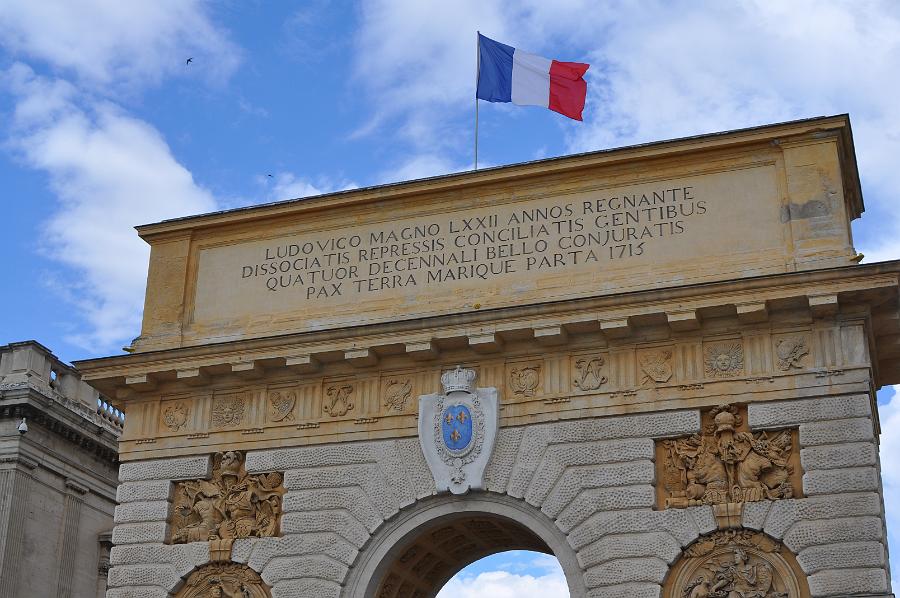 LUDOVICO MAGNO LXXII ANNOS REGNANTE
DISSOCIATIS REPRESSIS CONCILIATIS GENTIBUS
QUATUOR DECENNALI BELLO CONJURATIS
PAX TERRA MARIQUE PARTA 1715